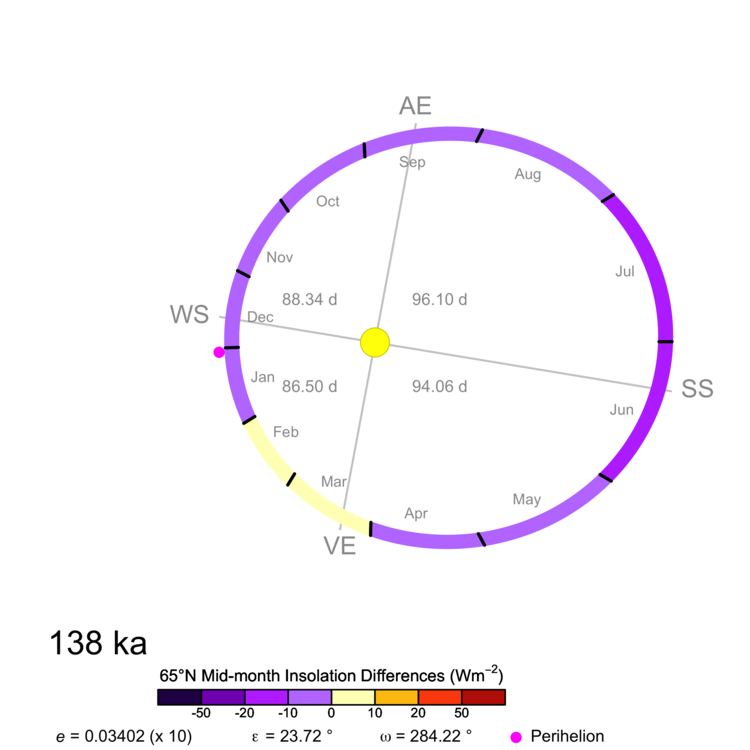 AE
Sep
Aug
Oct
Jul
Nov
88.34 d
96.10 d
WS
Dec
Jan
86.50 d
94.06 d
SS
Jun
Feb
Mar
May
Apr
VE
138 ka
65°N Mid-month Insolation Differences (Wm⁻²)
-50 -20 -10 0 10 20 50
e = 0.03402 (x 10) ε = 23.72 ° ω = 284.22 ° Perihelion